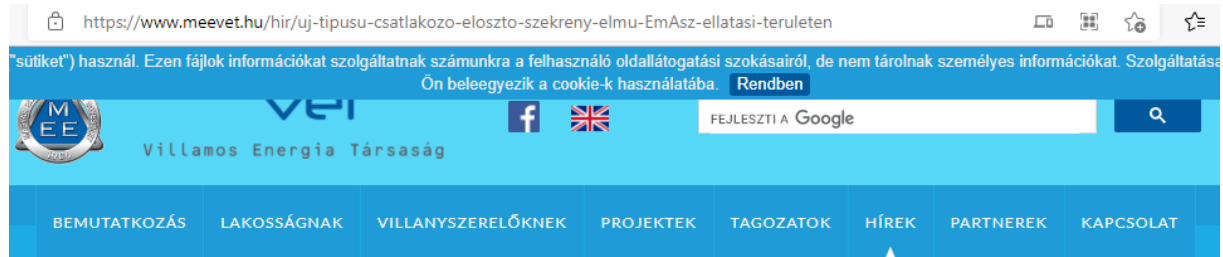 https://www.meevet.hu/hir/uj-tipusu-csatlakozo-eloszto-szekreny-elmu-EmAsz-ellatasi-teruleten
"sütiket") használ. Ezen fájlok információkat szolgáltatnak számunkra a felhasználó oldallátogatási szokásairól, de nem tárolnak személyes információkat. Szolgáltatása
Ön beleegyezik a cookie-k használatába. Rendben
MEE
FEJLESZTI A Google
Villamos Energia Társaság
BEMUTATKOZÁS LAKOSSÁGNAK VILLANYSZERELŐKNEK PROJEKTEK TAGOZATOK HÍREK PARTNEREK KAPCSOLAT